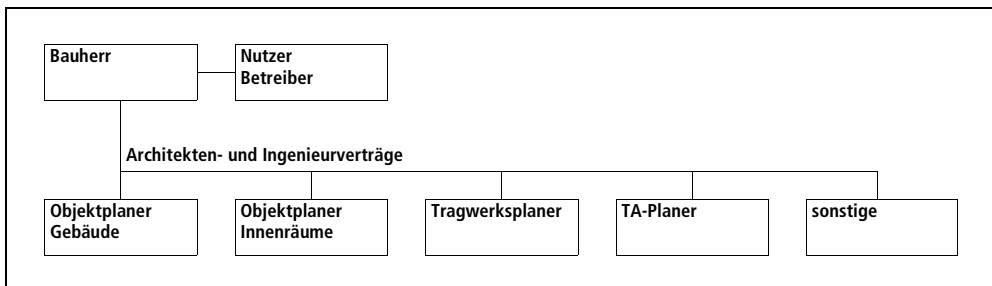 Bauherr
Nutzer
Betreiber
Architekten- und Ingenieurverträge
Objektplaner
Gebäude
Objektplaner
Innenräume
Tragwerksplaner
TA-Planer
sonstige